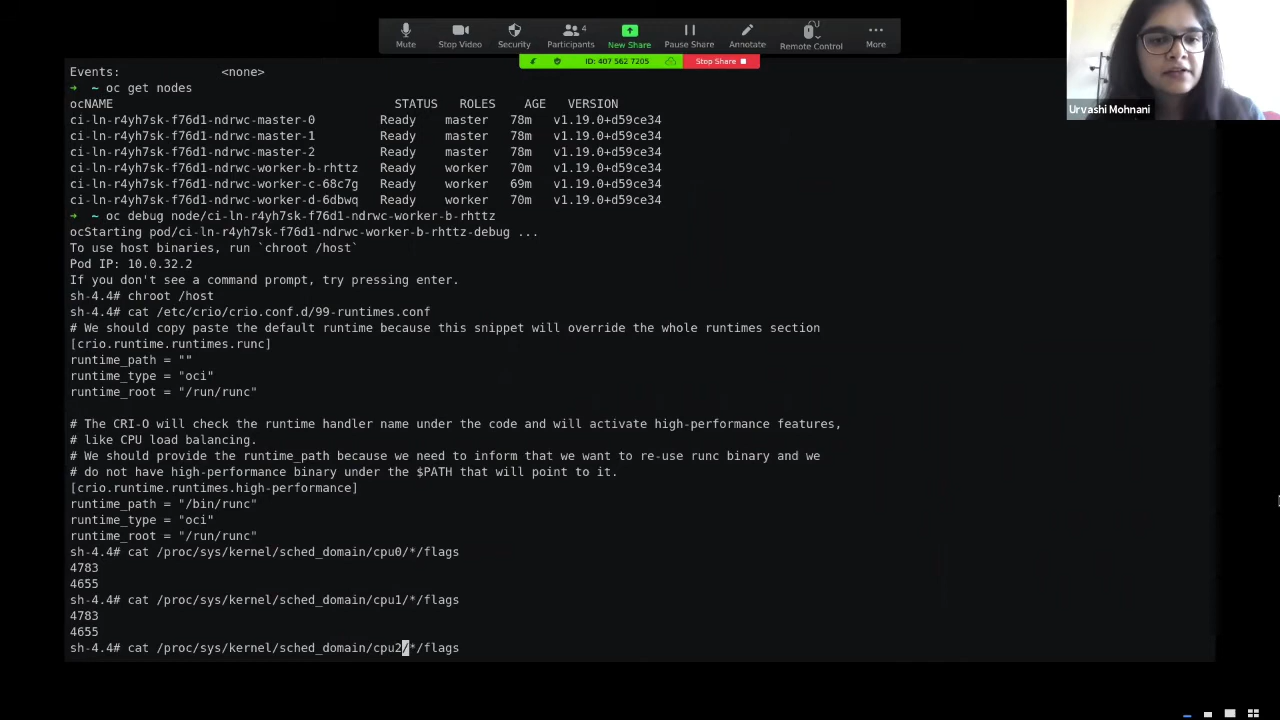 Mute
Stop Video
Security
Participants 4
New Share
Pause Share
Annotate
Remote Control
More
ID: 407 562 7205
Stop Share
Urvashi Mohnani
Events: <none>
➜ ~ oc get nodes
ocNAME STATUS ROLES AGE VERSION
ci-ln-r4yh7sk-f76d1-ndrwc-master-0 Ready master 78m v1.19.0+d59ce34
ci-ln-r4yh7sk-f76d1-ndrwc-master-1 Ready master 78m v1.19.0+d59ce34
ci-ln-r4yh7sk-f76d1-ndrwc-master-2 Ready master 78m v1.19.0+d59ce34
ci-ln-r4yh7sk-f76d1-ndrwc-worker-b-rhttz Ready worker 70m v1.19.0+d59ce34
ci-ln-r4yh7sk-f76d1-ndrwc-worker-c-68c7g Ready worker 69m v1.19.0+d59ce34
ci-ln-r4yh7sk-f76d1-ndrwc-worker-d-6dbwq Ready worker 70m v1.19.0+d59ce34
➜ ~ oc debug node/ci-ln-r4yh7sk-f76d1-ndrwc-worker-b-rhttz
ocStarting pod/ci-ln-r4yh7sk-f76d1-ndrwc-worker-b-rhttz-debug ...
To use host binaries, run `chroot /host`
Pod IP: 10.0.32.2
If you don't see a command prompt, try pressing enter.
sh-4.4# chroot /host
sh-4.4# cat /etc/crio/crio.conf.d/99-runtimes.conf
# We should copy paste the default runtime because this snippet will override the whole runtimes section
[crio.runtime.runtimes.runc]
runtime_path = ""
runtime_type = "oci"
runtime_root = "/run/runc"
# The CRI-O will check the runtime handler name under the code and will activate high-performance features,
# like CPU load balancing.
# We should provide the runtime_path because we need to inform that we want to re-use runc binary and we
# do not have high-performance binary under the $PATH that will point to it.
[crio.runtime.runtimes.high-performance]
runtime_path = "/bin/runc"
runtime_type = "oci"
runtime_root = "/run/runc"
sh-4.4# cat /proc/sys/kernel/sched_domain/cpu0/*/flags
4783
4655
sh-4.4# cat /proc/sys/kernel/sched_domain/cpu1/*/flags
4783
4655
sh-4.4# cat /proc/sys/kernel/sched_domain/cpu2/*/flags